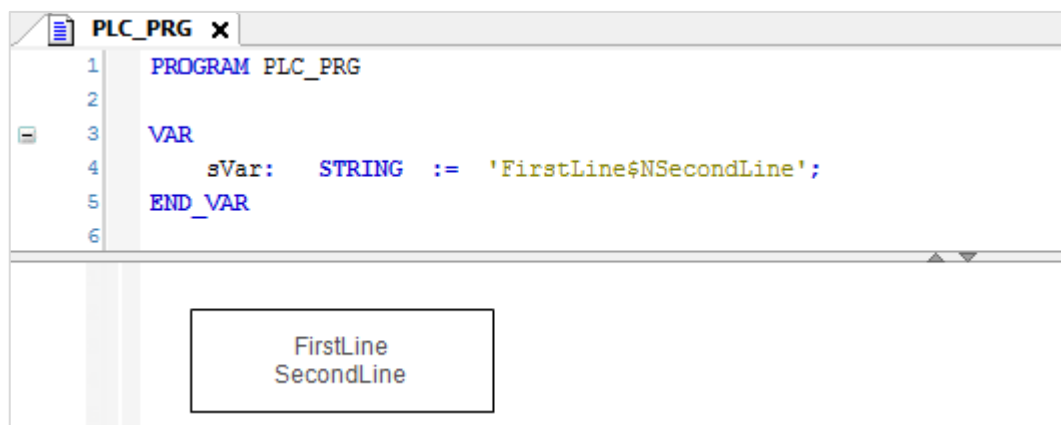 PLC_PRG
1 PROGRAM PLC_PRG
2
3 VAR
4 sVar: STRING := 'FirstLine$NSecondLine';
5 END_VAR
6
FirstLine
SecondLine